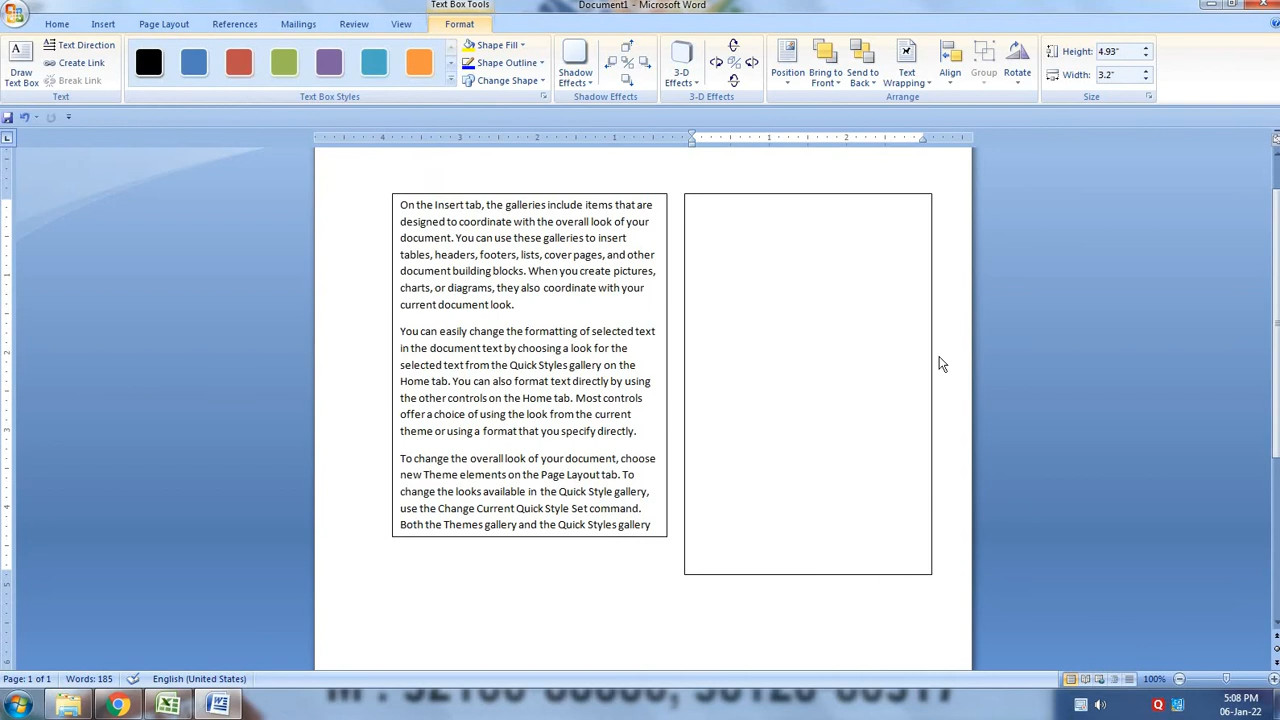 Text Box Tools
Document1 - Microsoft Word
Home Insert Page Layout References Mailings Review View Format
Draw Text Box
Text Direction
Create Link
Break Link
Text
Text Box Styles
Shape Fill
Shape Outline
Change Shape
Shadow Effects
Shadow Effects
3-D Effects
3-D Effects
Position
Bring to Front
Send to Back
Text Wrapping
Align
Group
Rotate
Arrange
Height: 4.93"
Width: 3.2"
Size
4 3 2 1 1 2
On the Insert tab, the galleries include items that are
designed to coordinate with the overall look of your
document. You can use these galleries to insert
tables, headers, footers, lists, cover pages, and other
document building blocks. When you create pictures,
charts, or diagrams, they also coordinate with your
current document look.
You can easily change the formatting of selected text
in the document text by choosing a look for the
selected text from the Quick Styles gallery on the
Home tab. You can also format text directly by using
the other controls on the Home tab. Most controls
offer a choice of using the look from the current
theme or using a format that you specify directly.
To change the overall look of your document, choose
new Theme elements on the Page Layout tab. To
change the looks available in the Quick Style gallery,
use the Change Current Quick Style Set command.
Both the Themes gallery and the Quick Styles gallery
Page: 1 of 1 Words: 185 English (United States) 100%
5:08 PM
06-Jan-22